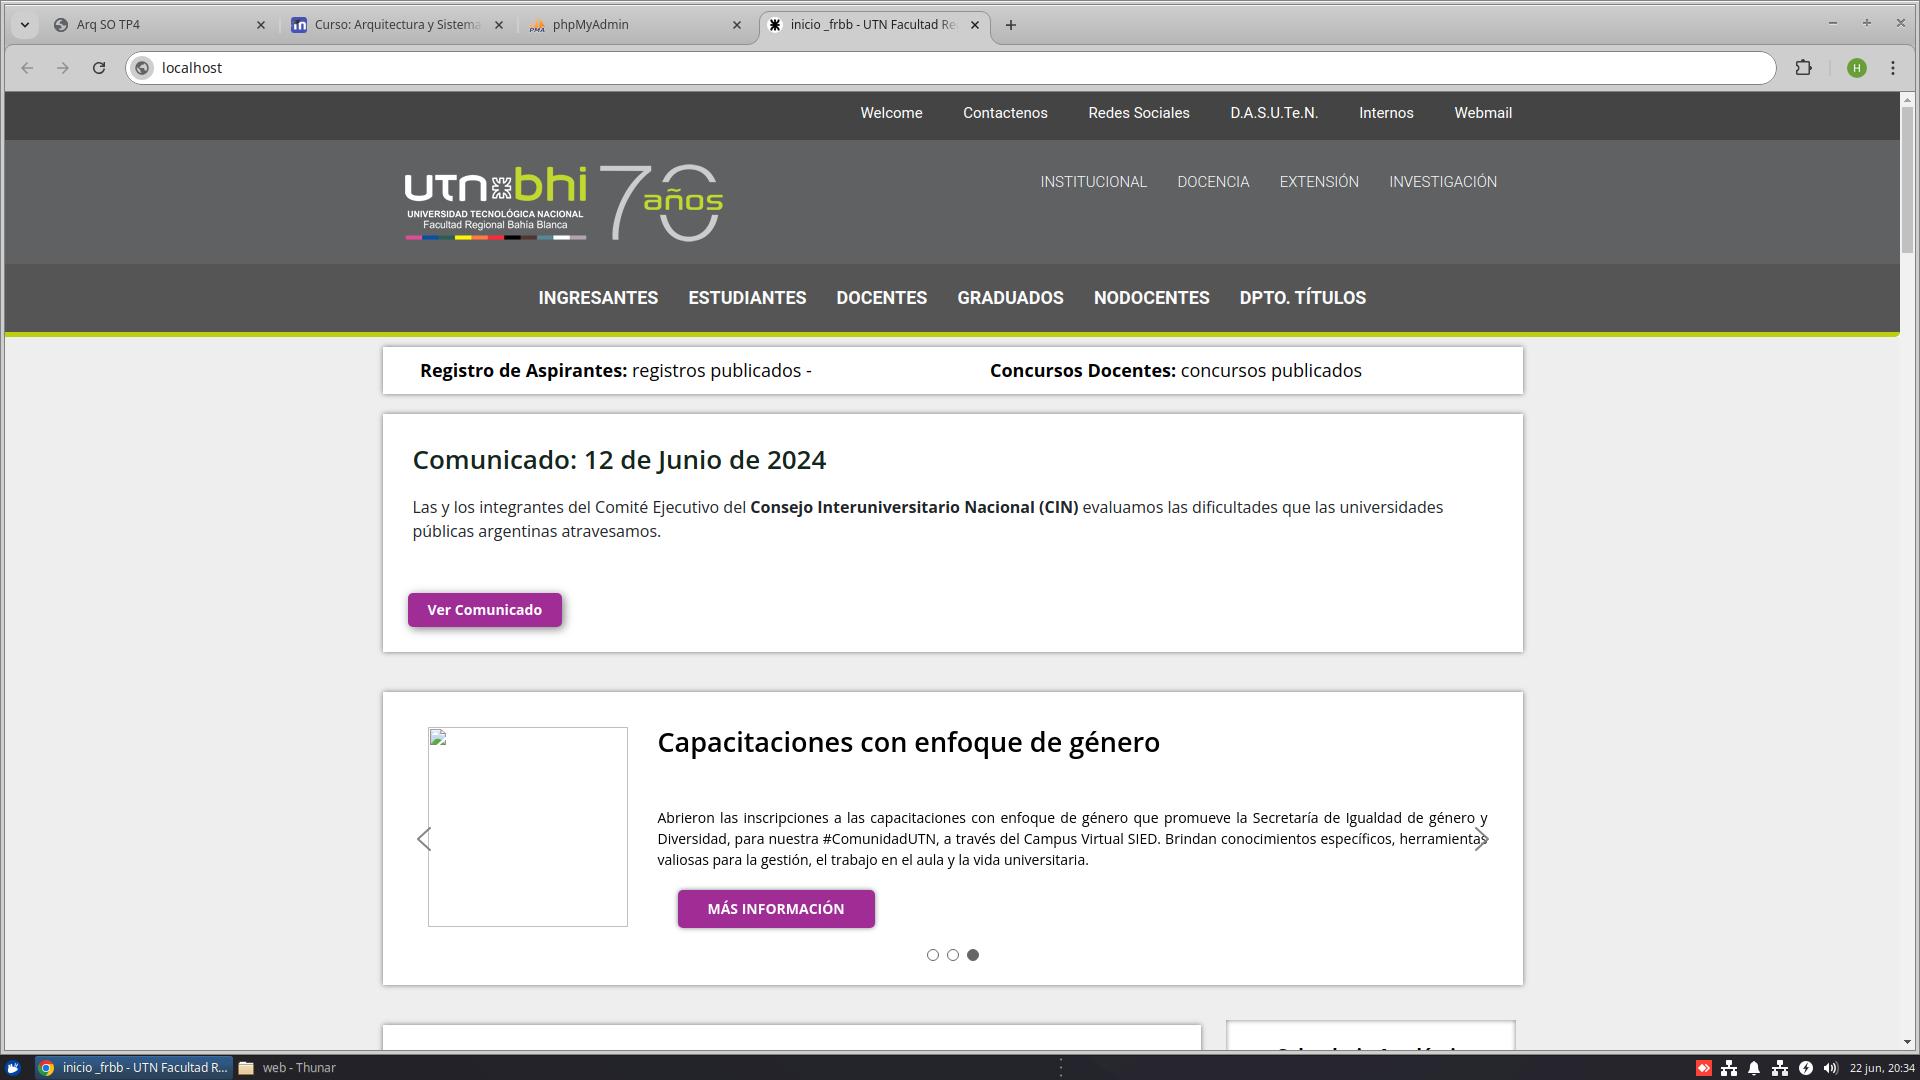 Arq SO TP4
Curso: Arquitectura y Sistema
phpMyAdmin
inicio _frbb - UTN Facultad Re
localhost
H
Welcome
Contactenos
Redes Sociales
D.A.S.U.Te.N.
Internos
Webmail
utn bhi
70 años
UNIVERSIDAD TECNOLÓGICA NACIONAL
Facultad Regional Bahía Blanca
INSTITUCIONAL
DOCENCIA
EXTENSIÓN
INVESTIGACIÓN
INGRESANTES
ESTUDIANTES
DOCENTES
GRADUADOS
NODOCENTES
DPTO. TÍTULOS
Registro de Aspirantes: registros publicados -
Concursos Docentes: concursos publicados
Comunicado: 12 de Junio de 2024
Las y los integrantes del Comité Ejecutivo del Consejo Interuniversitario Nacional (CIN) evaluamos las dificultades que las universidades
públicas argentinas atravesamos.
Ver Comunicado
Capacitaciones con enfoque de género
Abrieron las inscripciones a las capacitaciones con enfoque de género que promueve la Secretaría de Igualdad de género y
Diversidad, para nuestra #ComunidadUTN, a través del Campus Virtual SIED. Brindan conocimientos específicos, herramientas
valiosas para la gestión, el trabajo en el aula y la vida universitaria.
MÁS INFORMACIÓN
inicio _frbb - UTN Facultad R...
web - Thunar
22 jun, 20:34